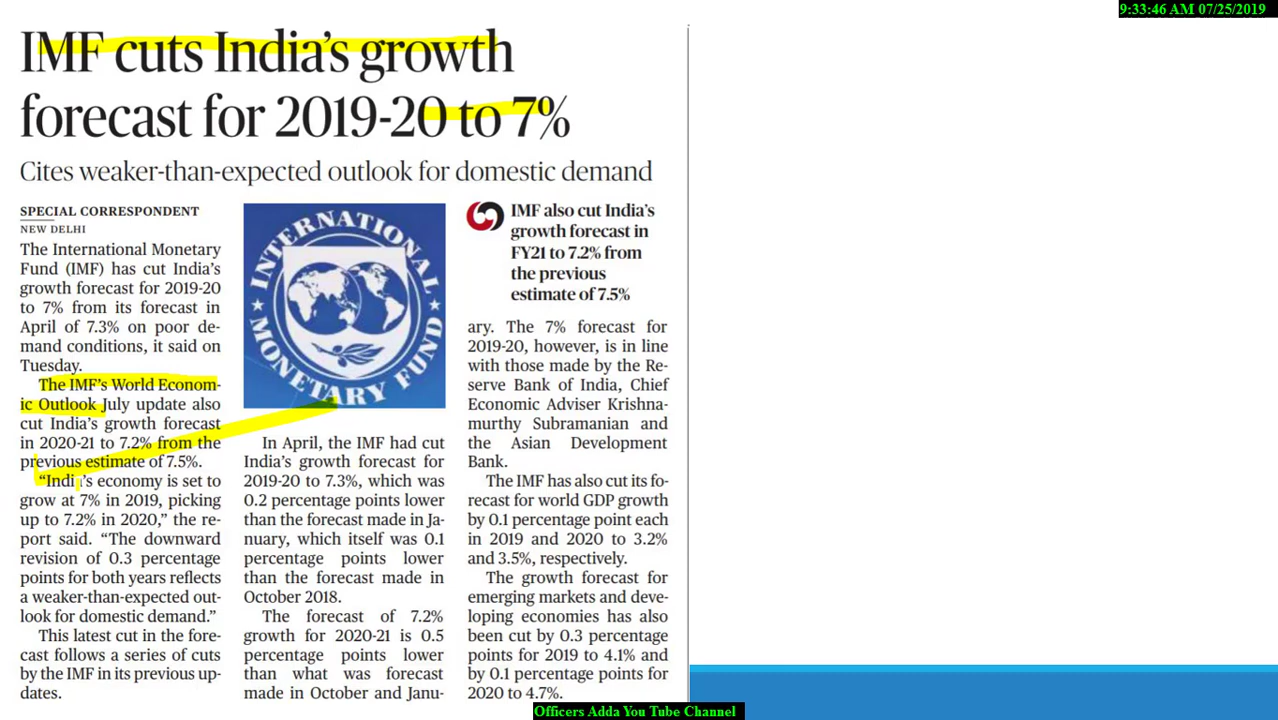 9:33:46 AM 07/25/2019
IMF cuts India's growth
forecast for 2019-20 to 7%
Cites weaker-than-expected outlook for domestic demand
SPECIAL CORRESPONDENT
NEW DELHI
The International Monetary
Fund (IMF) has cut India's
growth forecast for 2019-20
to 7% from its forecast in
April of 7.3% on poor de-
mand conditions, it said on
Tuesday.
The IMF's World Econom-
ic Outlook July update also
cut India's growth forecast
in 2020-21 to 7.2% from the
previous estimate of 7.5%.
"India's economy is set to
grow at 7% in 2019, picking
up to 7.2% in 2020," the re-
port said. "The downward
revision of 0.3 percentage
points for both years reflects
a weaker-than-expected out-
look for domestic demand."
This latest cut in the fore-
cast follows a series of cuts
by the IMF in its previous up-
dates.
INTERNATIONAL
MONETARY FUND
In April, the IMF had cut
India's growth forecast for
2019-20 to 7.3%, which was
0.2 percentage points lower
than the forecast made in Ja-
nuary, which itself was 0.1
percentage points lower
than the forecast made in
October 2018.
The forecast of 7.2%
growth for 2020-21 is 0.5
percentage points lower
than what was forecast
made in October and Janu-
IMF also cut India's
growth forecast in
FY21 to 7.2% from
the previous
estimate of 7.5%
ary. The 7% forecast for
2019-20, however, is in line
with those made by the Re-
serve Bank of India, Chief
Economic Adviser Krishna-
murthy Subramanian and
the Asian Development
Bank.
The IMF has also cut its fo-
recast for world GDP growth
by 0.1 percentage point each
in 2019 and 2020 to 3.2%
and 3.5%, respectively.
The growth forecast for
emerging markets and deve-
loping economies has also
been cut by 0.3 percentage
points for 2019 to 4.1% and
by 0.1 percentage points for
2020 to 4.7%.
Officers Adda You Tube Channel